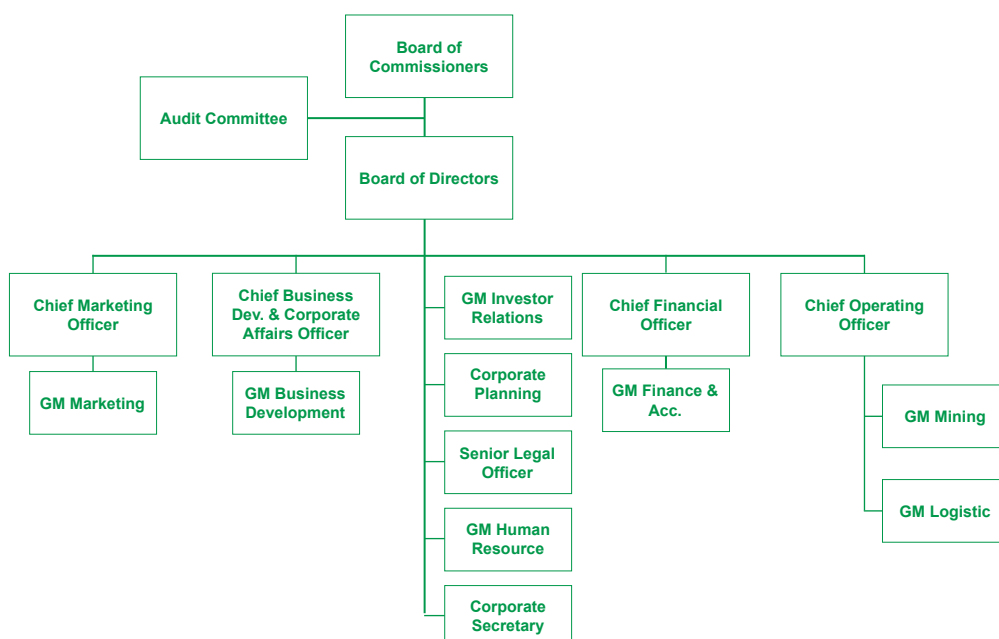 Board of
Commissioners
Audit Committee
Board of Directors
Chief Marketing
Officer
Chief Business
Dev. & Corporate
Affairs Officer
GM Investor
Relations
Chief Financial
Officer
Chief Operating
Officer
GM Marketing
GM Business
Development
Corporate
Planning
GM Finance &
Acc.
GM Mining
Senior Legal
Officer
GM Logistic
GM Human
Resource
Corporate
Secretary